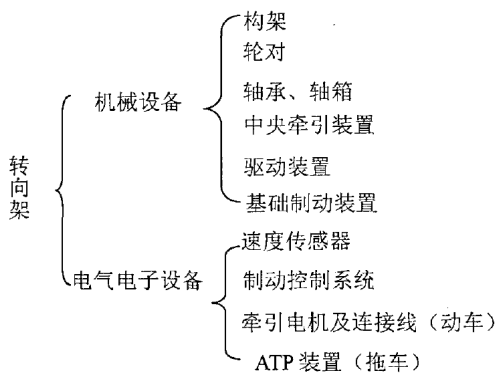 构架
轮对
机械设备
轴承、轴箱
中央牵引装置
驱动装置
基础制动装置
转向架
速度传感器
电气电子设备
制动控制系统
牵引电机及连接线（动车）
ATP 装置（拖车）